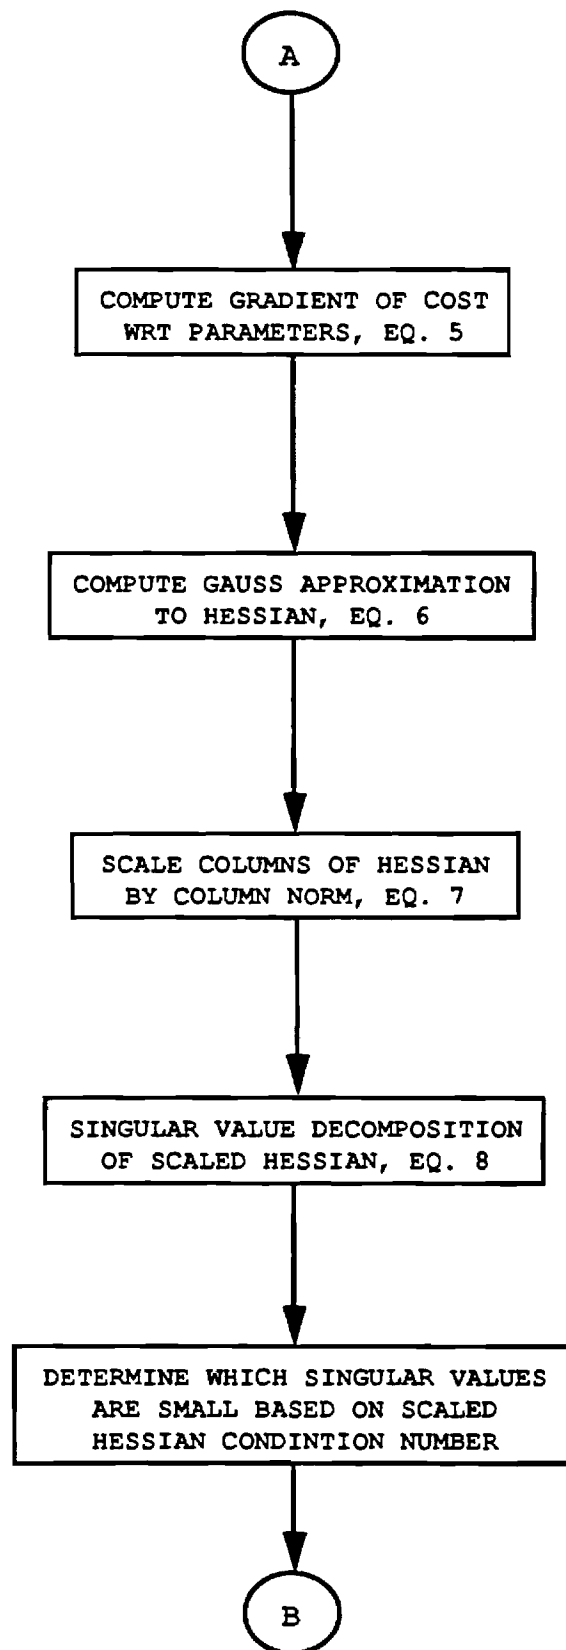 A
COMPUTE GRADIENT OF COST
WRT PARAMETERS, EQ. 5
COMPUTE GAUSS APPROXIMATION
TO HESSIAN, EQ. 6
SCALE COLUMNS OF HESSIAN
BY COLUMN NORM, EQ. 7
SINGULAR VALUE DECOMPOSITION
OF SCALED HESSIAN, EQ. 8
DETERMINE WHICH SINGULAR VALUES
ARE SMALL BASED ON SCALED
HESSIAN CONDINTION NUMBER
B